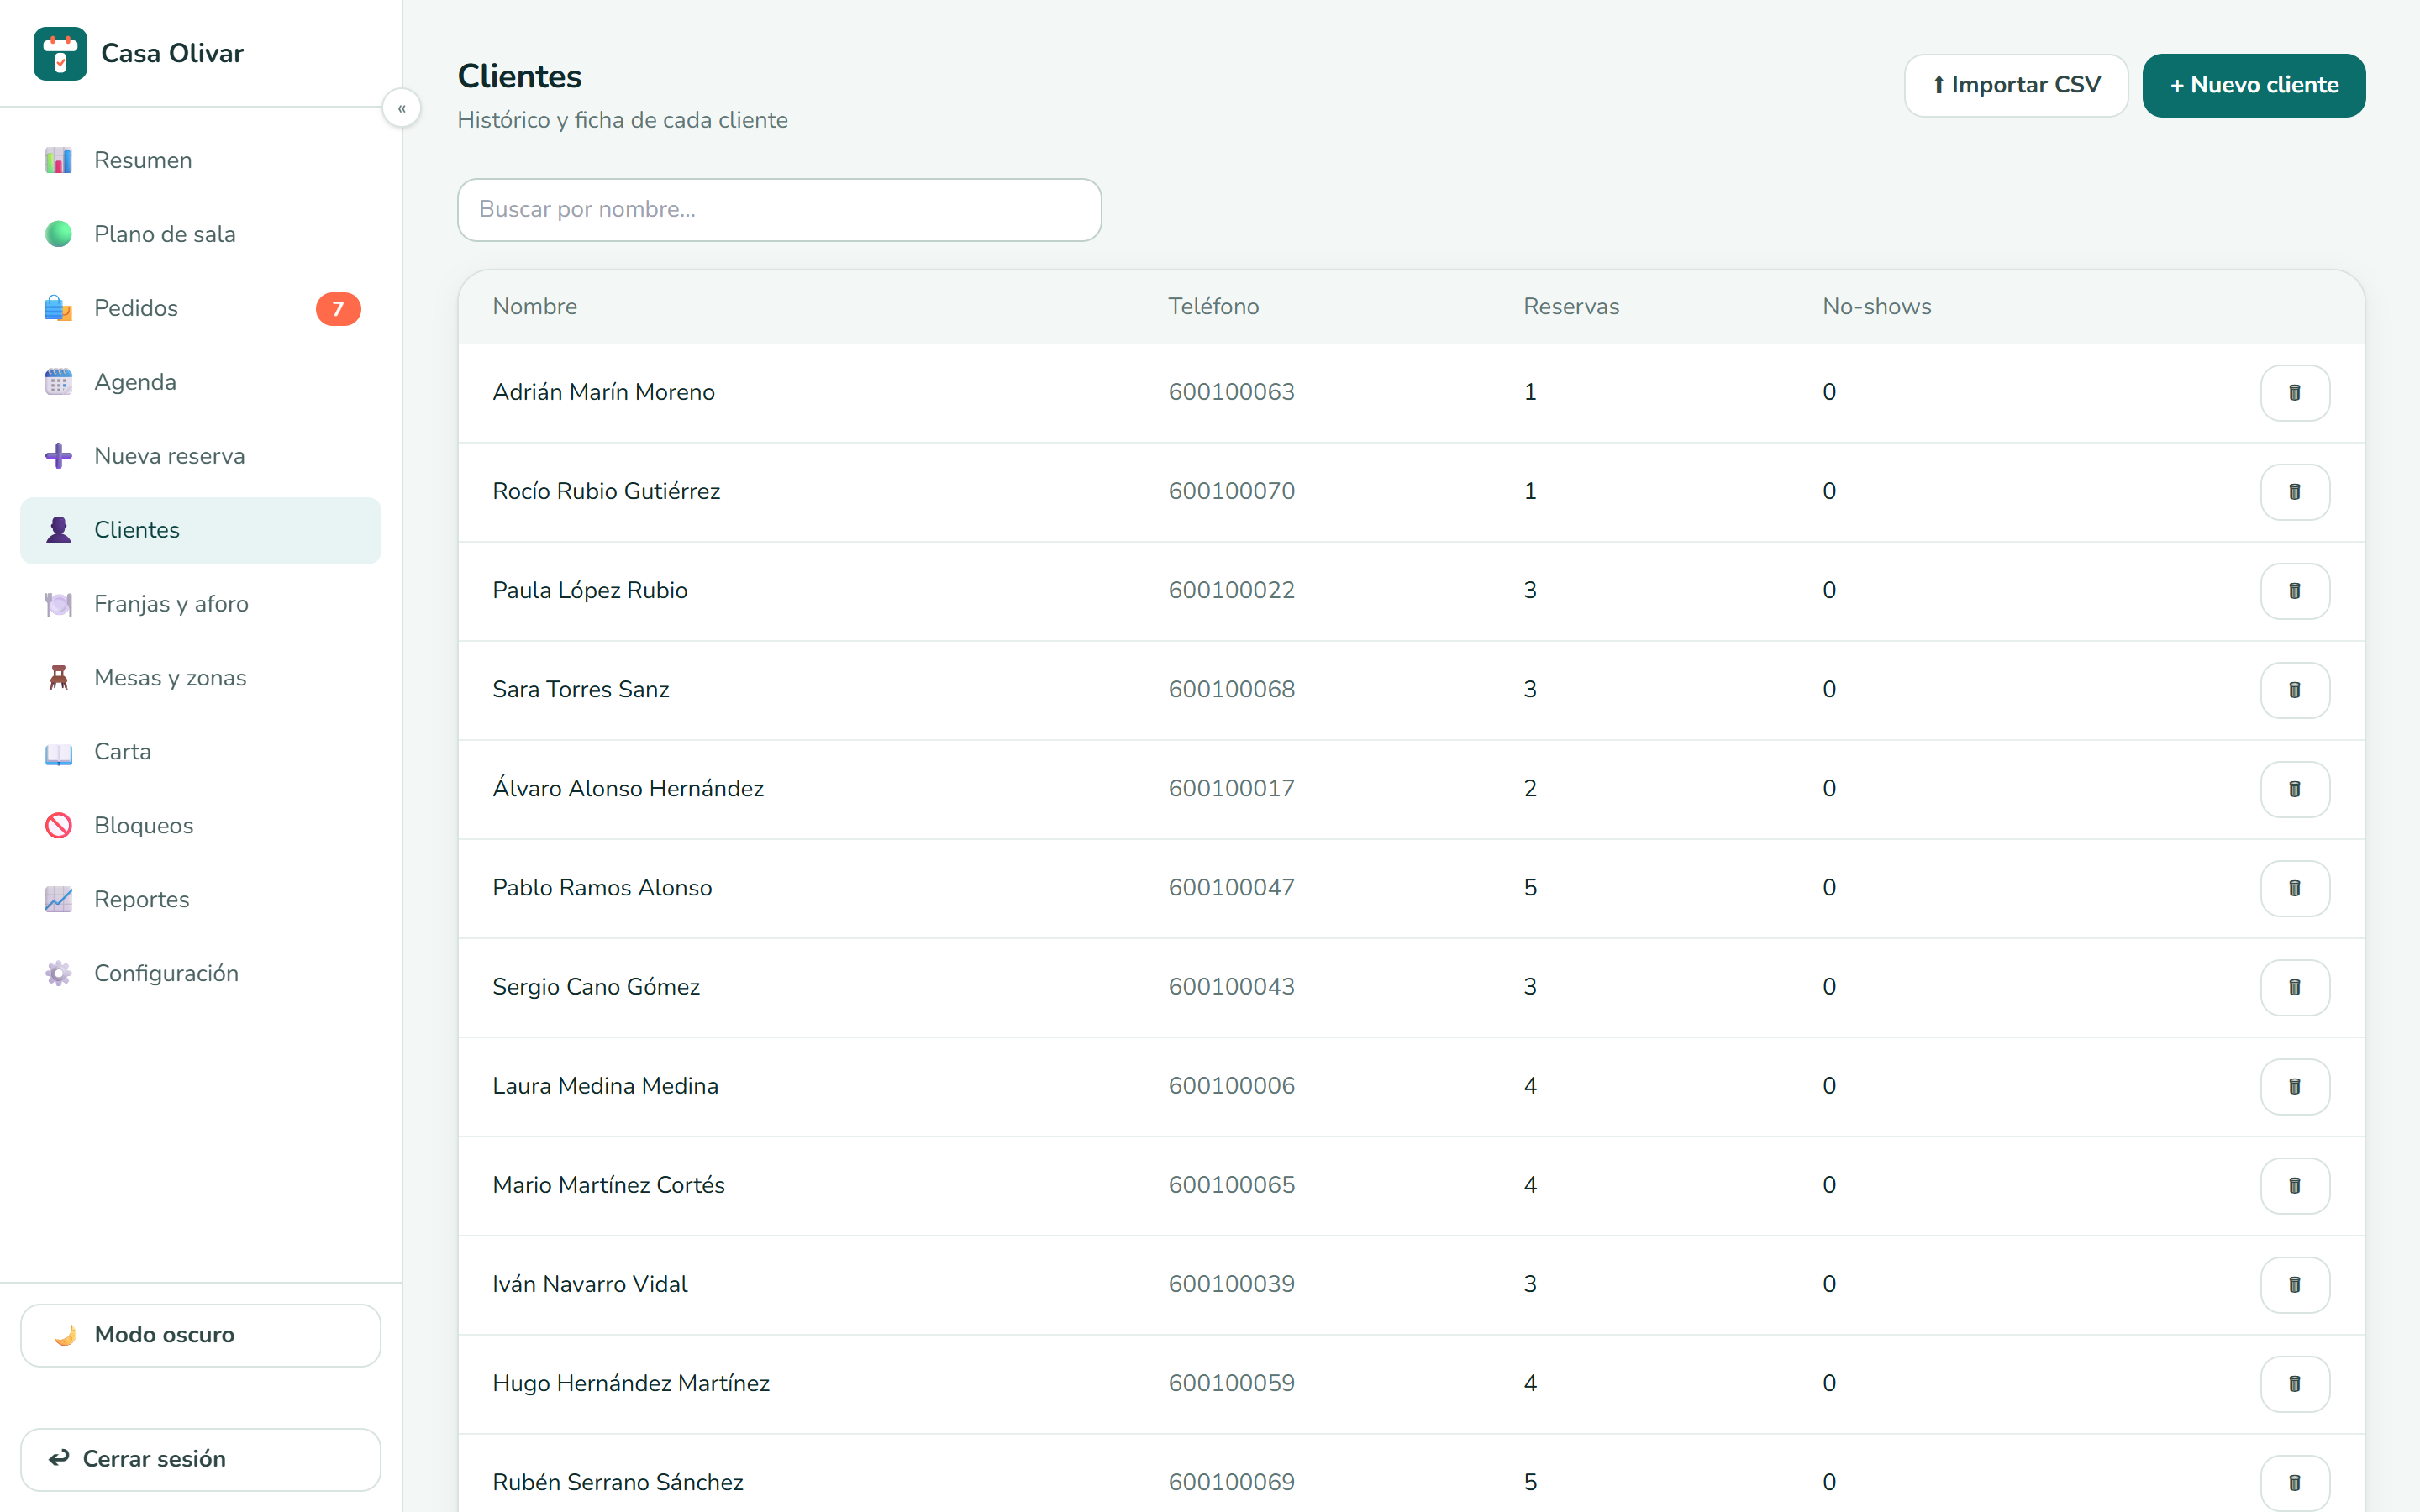 Casa Olivar
«
Resumen
Plano de sala
Pedidos 7
Agenda
Nueva reserva
Clientes
Franjas y aforo
Mesas y zonas
Carta
Bloqueos
Reportes
Configuración
Modo oscuro
Cerrar sesión
Clientes
Histórico y ficha de cada cliente
⬆ Importar CSV
+ Nuevo cliente
Buscar por nombre...
Nombre Teléfono Reservas No-shows
Adrián Marín Moreno 600100063 1 0
Rocío Rubio Gutiérrez 600100070 1 0
Paula López Rubio 600100022 3 0
Sara Torres Sanz 600100068 3 0
Álvaro Alonso Hernández 600100017 2 0
Pablo Ramos Alonso 600100047 5 0
Sergio Cano Gómez 600100043 3 0
Laura Medina Medina 600100006 4 0
Mario Martínez Cortés 600100065 4 0
Iván Navarro Vidal 600100039 3 0
Hugo Hernández Martínez 600100059 4 0
Rubén Serrano Sánchez 600100069 5 0